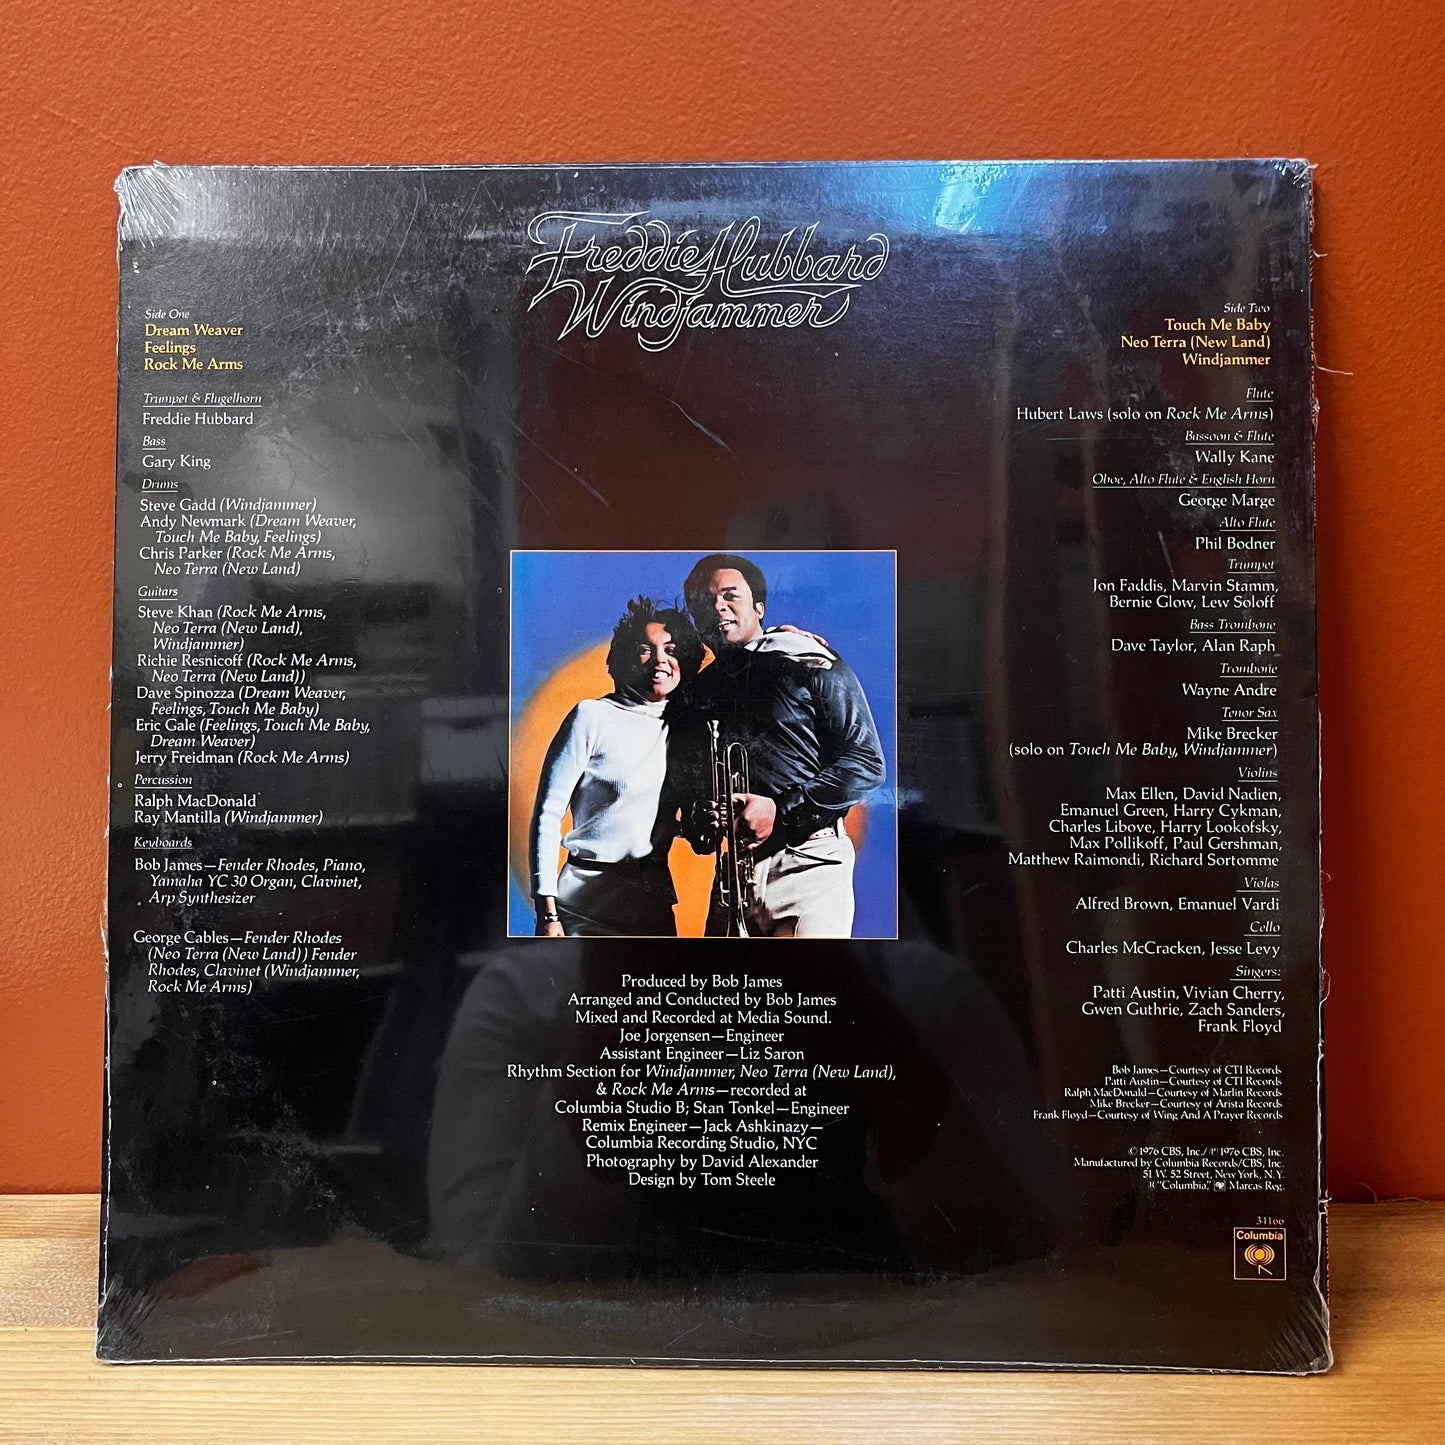 Freddie Hubbard
Windjammer
Side One
Dream Weaver
Feelings
Rock Me Arms
Trumpet & Flugelhorn
Freddie Hubbard
Bass
Gary King
Drums
Steve Gadd (Windjammer)
Andy Newmark (Dream Weaver,
Touch Me Baby, Feelings)
Chris Parker (Rock Me Arms,
Neo Terra (New Land)
Guitars
Steve Khan (Rock Me Arms,
Neo Terra (New Land),
Windjammer)
Richie Resnicoff (Rock Me Arms,
Neo Terra (New Land))
Dave Spinozza (Dream Weaver,
Feelings, Touch Me Baby)
Eric Gale (Feelings, Touch Me Baby,
Dream Weaver)
Jerry Freidman (Rock Me Arms)
Percussion
Ralph MacDonald
Ray Mantilla (Windjammer)
Keyboards
Bob James—Fender Rhodes, Piano,
Yamaha YC 30 Organ, Clavinet,
Arp Synthesizer
George Cables—Fender Rhodes
(Neo Terra (New Land)) Fender
Rhodes, Clavinet (Windjammer,
Rock Me Arms)
Produced by Bob James
Arranged and Conducted by Bob James
Mixed and Recorded at Media Sound.
Joe Jorgensen—Engineer
Assistant Engineer—Liz Saron
Rhythm Section for Windjammer, Neo Terra (New Land),
& Rock Me Arms—recorded at
Columbia Studio B; Stan Tonkel—Engineer
Remix Engineer—Jack Ashkinazy—
Columbia Recording Studio, NYC
Photography by David Alexander
Design by Tom Steele
Side Two
Touch Me Baby
Neo Terra (New Land)
Windjammer
Flute
Hubert Laws (solo on Rock Me Arms)
Bassoon & Flute
Wally Kane
Oboe, Alto Flute & English Horn
George Marge
Alto Flute
Phil Bodner
Trumpet
Jon Faddis, Marvin Stamm,
Bernie Glow, Lew Soloff
Bass Trombone
Dave Taylor, Alan Raph
Trombone
Wayne Andre
Tenor Sax
Mike Brecker
(solo on Touch Me Baby, Windjammer)
Violins
Max Ellen, David Nadien,
Emanuel Green, Harry Cykman,
Charles Libove, Harry Lookofsky,
Max Pollikoff, Paul Gershman,
Matthew Raimondi, Richard Sortomme
Violas
Alfred Brown, Emanuel Vardi
Cello
Charles McCracken, Jesse Levy
Singers:
Patti Austin, Vivian Cherry,
Gwen Guthrie, Zach Sanders,
Frank Floyd
Bob James—Courtesy of CTI Records
Patti Austin—Courtesy of CTI Records
Ralph MacDonald—Courtesy of Marlin Records
Mike Brecker—Courtesy of Arista Records
Frank Floyd—Courtesy of Wing And A Prayer Records
© 1976 CBS, Inc./ ℗ 1976 CBS, Inc.
Manufactured by Columbia Records/CBS, Inc.
51 W. 52 Street, New York, N.Y.
® "Columbia," Marcas Reg.
34166
Columbia